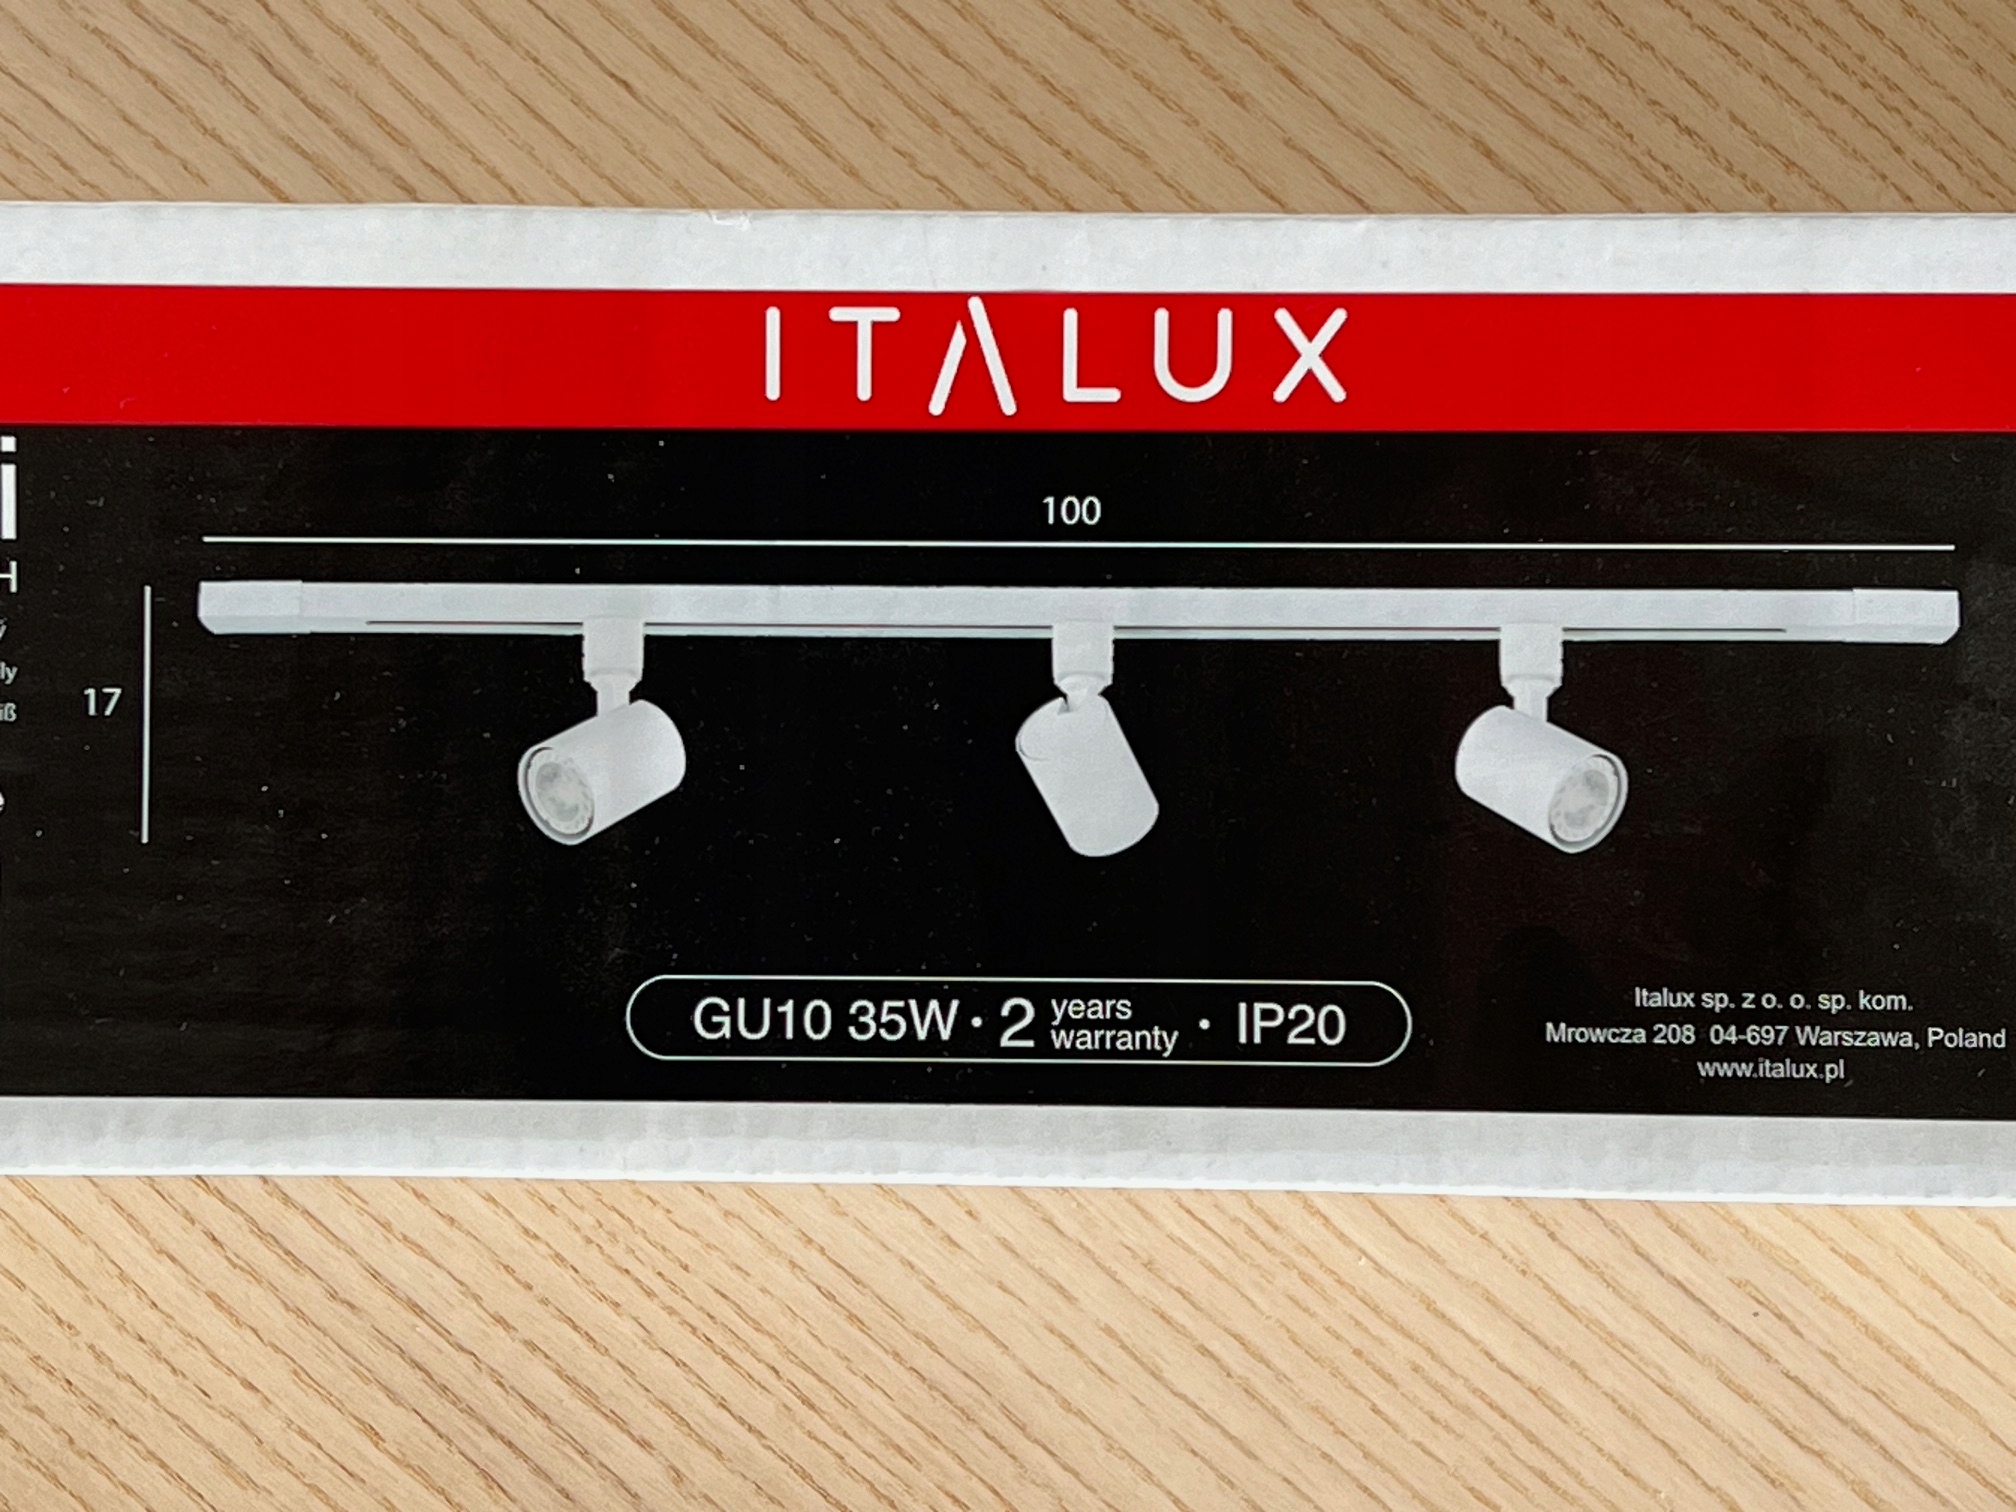 ITALUX
100
17
GU10 35W · 2 years warranty · IP20
Italux sp. z o. o. sp. kom.
Mrowcza 208 04-697 Warszawa, Poland
www.italux.pl